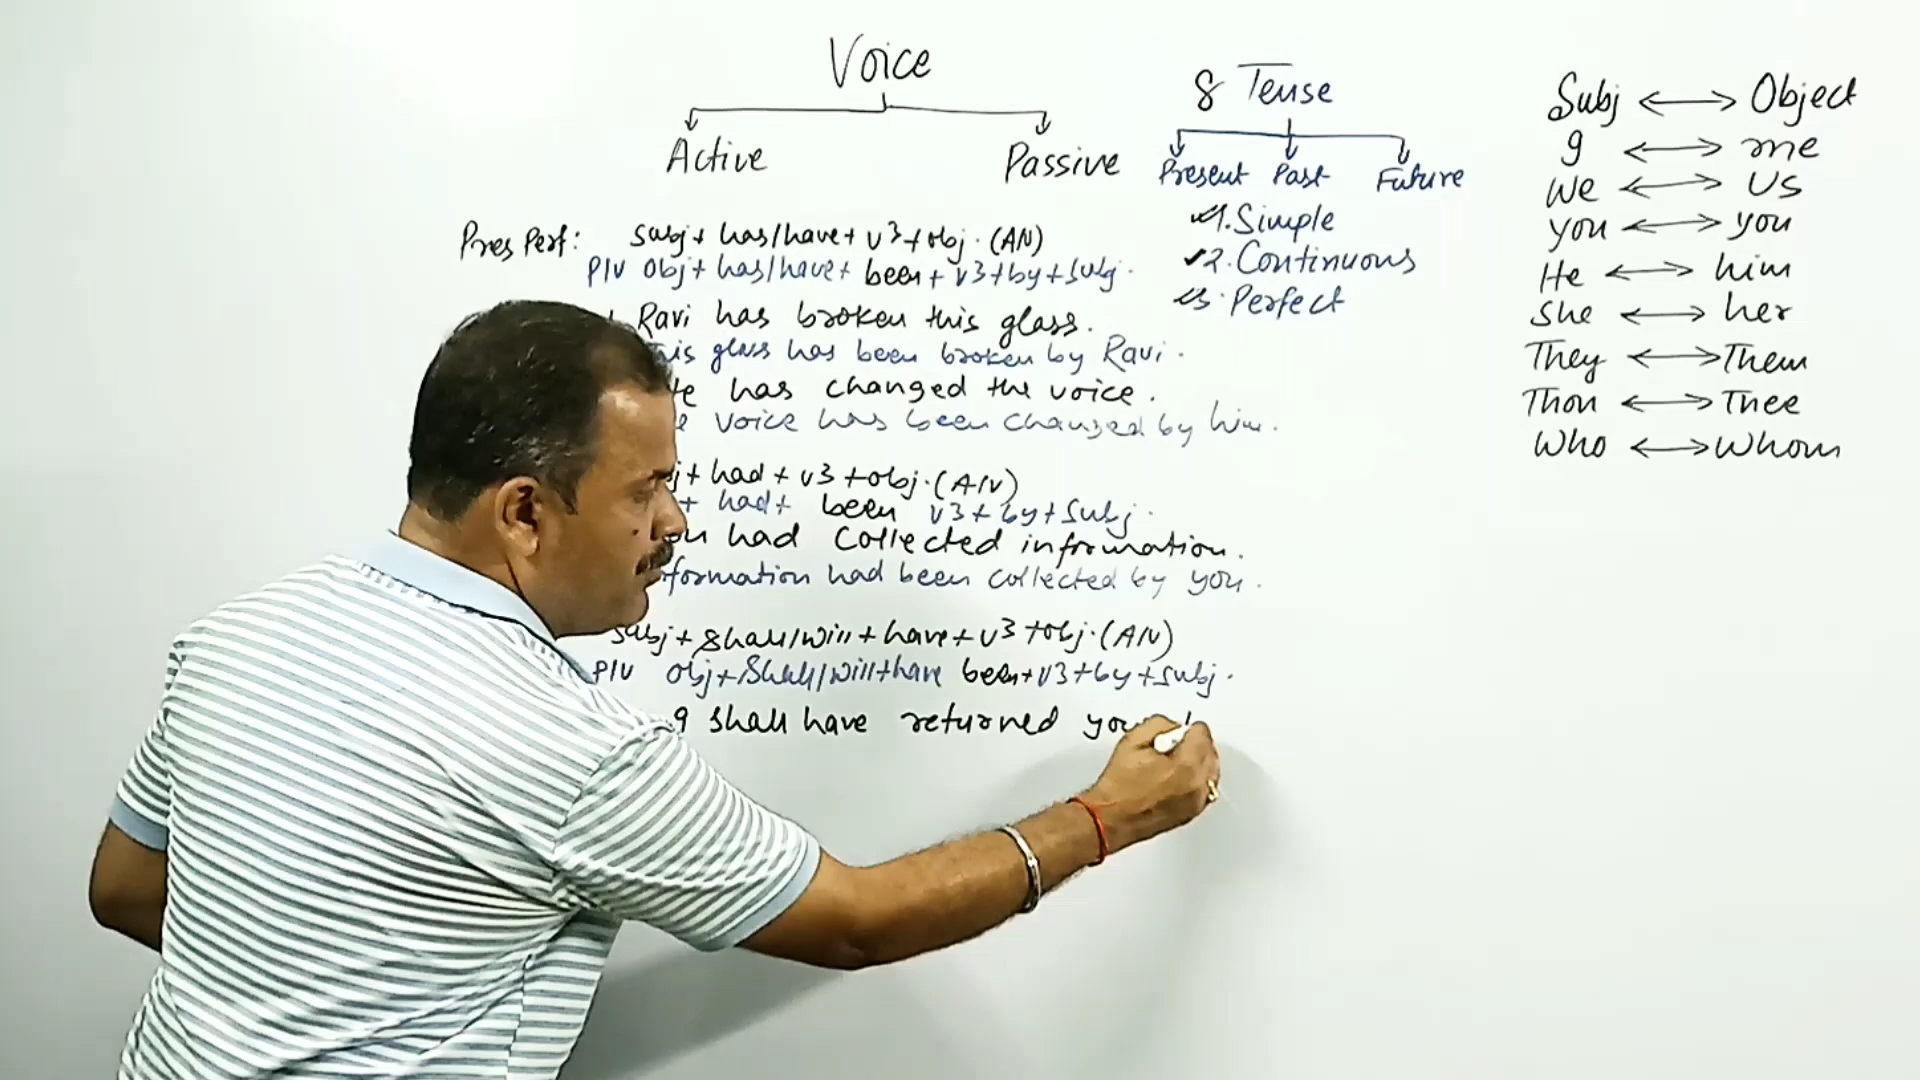 Voice
Active Passive
Pres Perf: Subj + has/have + v3 + obj. (A/V)
P/V Obj + has/have + been + v3 + by + Subj.
Ravi has broken this glass.
is glass has been broken by Ravi.
has changed the voice.
voice has been changed by him.
+ had + v3 + obj. (A/V)
+ had + been v3 + by + Subj.
had collected information.
formation had been collected by you.
Subj + Shall/will + have + v3 + obj. (A/V)
P/V Obj + Shall/will + have been + v3 + by + subj.
I shall have returned
8 Tense
Present Past Future
1. Simple
2. Continuous
3. Perfect
Subj ↔ Object
I ↔ me
We ↔ Us
you ↔ you
He ↔ him
She ↔ her
They ↔ Them
Thou ↔ Thee
Who ↔ Whom